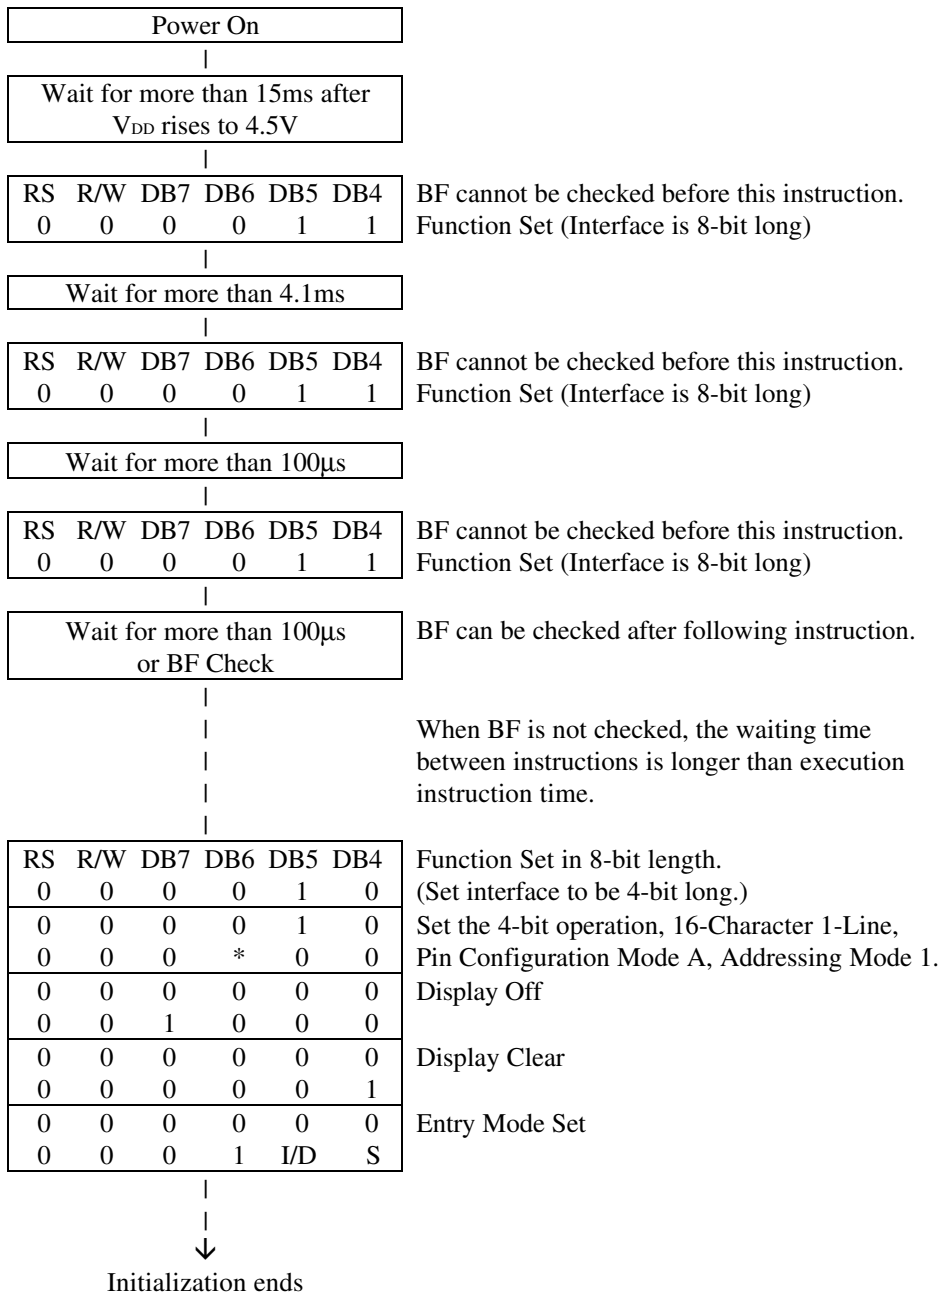 Power On
Wait for more than 15ms after
VDD rises to 4.5V
RS R/W DB7 DB6 DB5 DB4 BF cannot be checked before this instruction.
0 0 0 0 1 1 Function Set (Interface is 8-bit long)
Wait for more than 4.1ms
RS R/W DB7 DB6 DB5 DB4 BF cannot be checked before this instruction.
0 0 0 0 1 1 Function Set (Interface is 8-bit long)
Wait for more than 100μs
RS R/W DB7 DB6 DB5 DB4 BF cannot be checked before this instruction.
0 0 0 0 1 1 Function Set (Interface is 8-bit long)
Wait for more than 100μs BF can be checked after following instruction.
or BF Check
When BF is not checked, the waiting time
between instructions is longer than execution
instruction time.
RS R/W DB7 DB6 DB5 DB4 Function Set in 8-bit length.
0 0 0 0 1 0 (Set interface to be 4-bit long.)
0 0 0 0 1 0 Set the 4-bit operation, 16-Character 1-Line,
0 0 0 * 0 0 Pin Configuration Mode A, Addressing Mode 1.
0 0 0 0 0 0 Display Off
0 0 1 0 0 0
0 0 0 0 0 0 Display Clear
0 0 0 0 0 1
0 0 0 0 0 0 Entry Mode Set
0 0 0 1 I/D S
Initialization ends